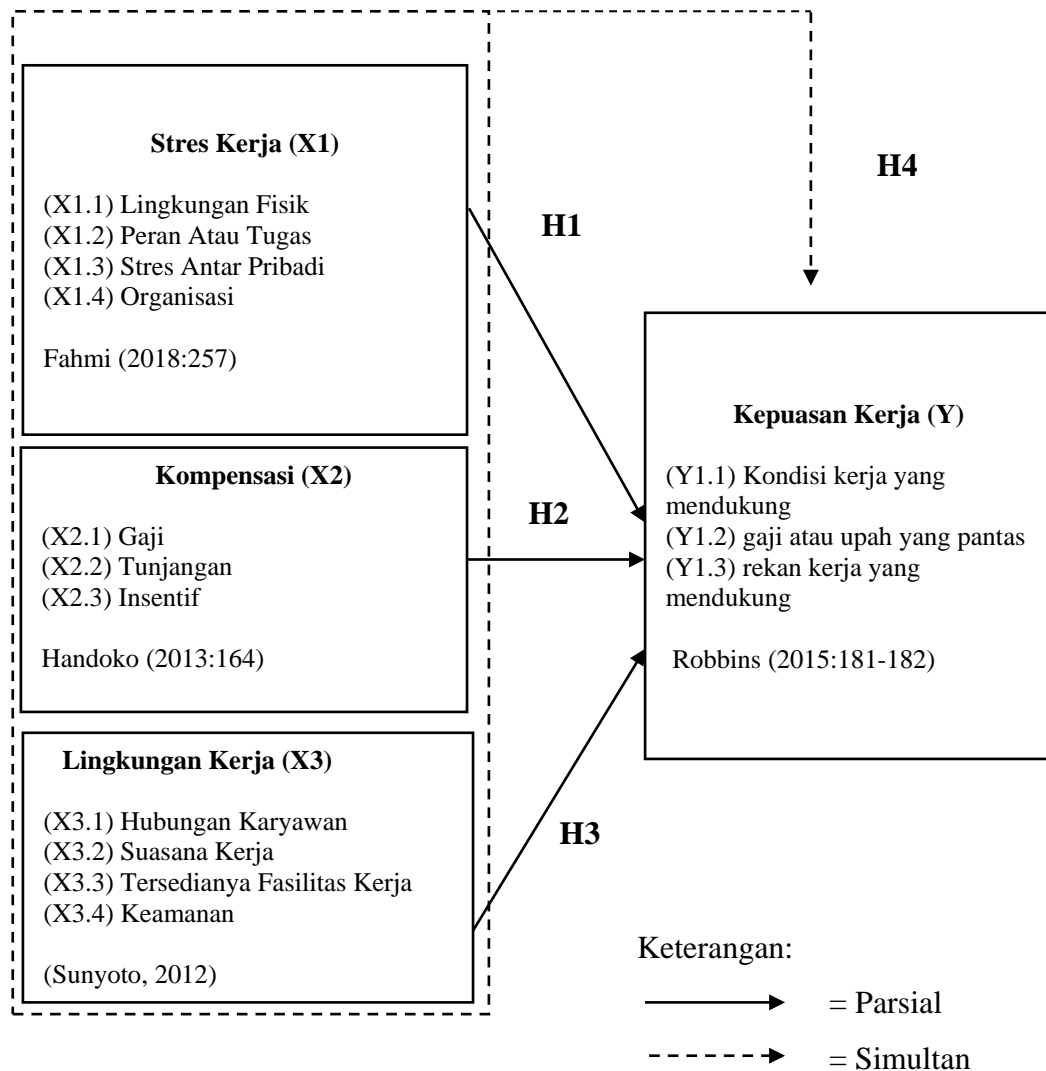 Stres Kerja (X1)
(X1.1) Lingkungan Fisik
(X1.2) Peran Atau Tugas
(X1.3) Stres Antar Pribadi
(X1.4) Organisasi
Fahmi (2018:257)
Kompensasi (X2)
(X2.1) Gaji
(X2.2) Tunjangan
(X2.3) Insentif
Handoko (2013:164)
Lingkungan Kerja (X3)
(X3.1) Hubungan Karyawan
(X3.2) Suasana Kerja
(X3.3) Tersedianya Fasilitas Kerja
(X3.4) Keamanan
(Sunyoto, 2012)
H1
H2
H3
H4
Kepuasan Kerja (Y)
(Y1.1) Kondisi kerja yang
mendukung
(Y1.2) gaji atau upah yang pantas
(Y1.3) rekan kerja yang
mendukung
Robbins (2015:181-182)
Keterangan:
= Parsial
= Simultan